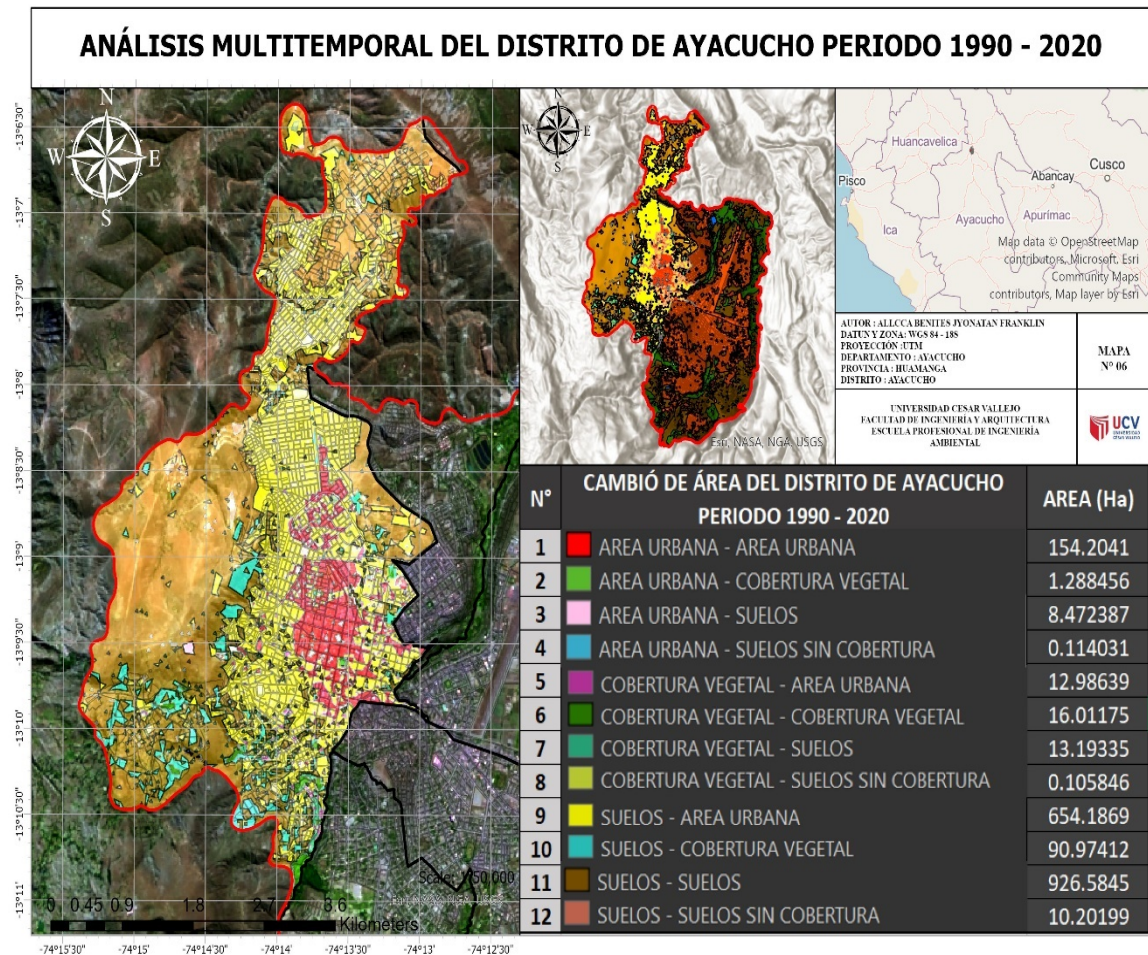 ANÁLISIS MULTITEMPORAL DEL DISTRITO DE AYACUCHO PERIODO 1990 - 2020
N
W E
S
-13°6'30"
-13°7'
-13°7'30"
-13°8'
-13°8'30"
-13°9'
-13°9'30"
-13°10'
-13°10'30"
-13°11'
Scale: 1:50,000
Esri, NASA, NGA, USGS
0 0.45 0.9 1.8 2.7 3.6
Kilometers
-74°15'30" -74°15' -74°14'30" -74°14' -74°13'30" -74°13' -74°12'30"
N
W E
S
Esri, NASA, NGA, USGS
Huancavelica
Pisco
Cusco
Abancay
Ayacucho
Apurímac
Ica
Map data © OpenStreetMap
contributors, Microsoft, Esri
Community Maps
contributors, Map layer by Esri
AUTOR : ALLCCA BENITES JYONATAN FRANKLIN
DATUN Y ZONA: WGS 84 - 18S
PROYECCIÓN :UTM
DEPARTAMENTO : AYACUCHO
PROVINCIA : HUAMANGA
DISTRITO : AYACUCHO
MAPA
N° 06
UNIVERSIDAD CESAR VALLEJO
FACULTAD DE INGENIERÍA Y ARQUITECTURA
ESCUELA PROFESIONAL DE INGENIERÍA
AMBIENTAL
UCV
UNIVERSIDAD
CÉSAR VALLEJO
N° CAMBIÓ DE ÁREA DEL DISTRITO DE AYACUCHO PERIODO 1990 - 2020 AREA (Ha)
1 AREA URBANA - AREA URBANA 154.2041
2 AREA URBANA - COBERTURA VEGETAL 1.288456
3 AREA URBANA - SUELOS 8.472387
4 AREA URBANA - SUELOS SIN COBERTURA 0.114031
5 COBERTURA VEGETAL - AREA URBANA 12.98639
6 COBERTURA VEGETAL - COBERTURA VEGETAL 16.01175
7 COBERTURA VEGETAL - SUELOS 13.19335
8 COBERTURA VEGETAL - SUELOS SIN COBERTURA 0.105846
9 SUELOS - AREA URBANA 654.1869
10 SUELOS - COBERTURA VEGETAL 90.97412
11 SUELOS - SUELOS 926.5845
12 SUELOS - SUELOS SIN COBERTURA 10.20199